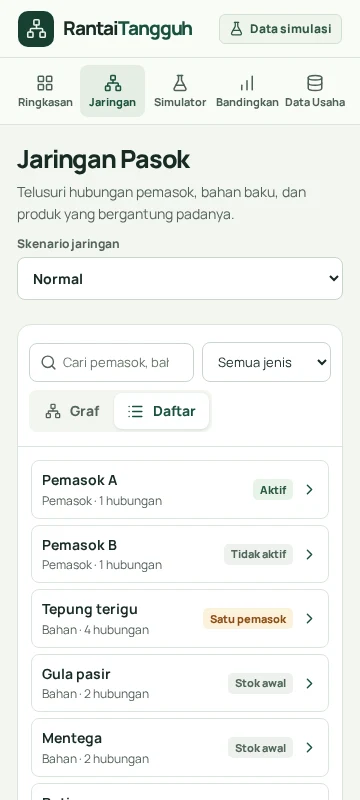 RantaiTangguh
Data simulasi
Ringkasan
Jaringan
Simulator
Bandingkan
Data Usaha
Jaringan Pasok
Telusuri hubungan pemasok, bahan baku, dan
produk yang bergantung padanya.
Skenario jaringan
Normal
Cari pemasok, bah
Semua jenis
Graf
Daftar
Pemasok A
Pemasok · 1 hubungan
Aktif
Pemasok B
Pemasok · 1 hubungan
Tidak aktif
Tepung terigu
Bahan · 4 hubungan
Satu pemasok
Gula pasir
Bahan · 2 hubungan
Stok awal
Mentega
Bahan · 2 hubungan
Stok awal